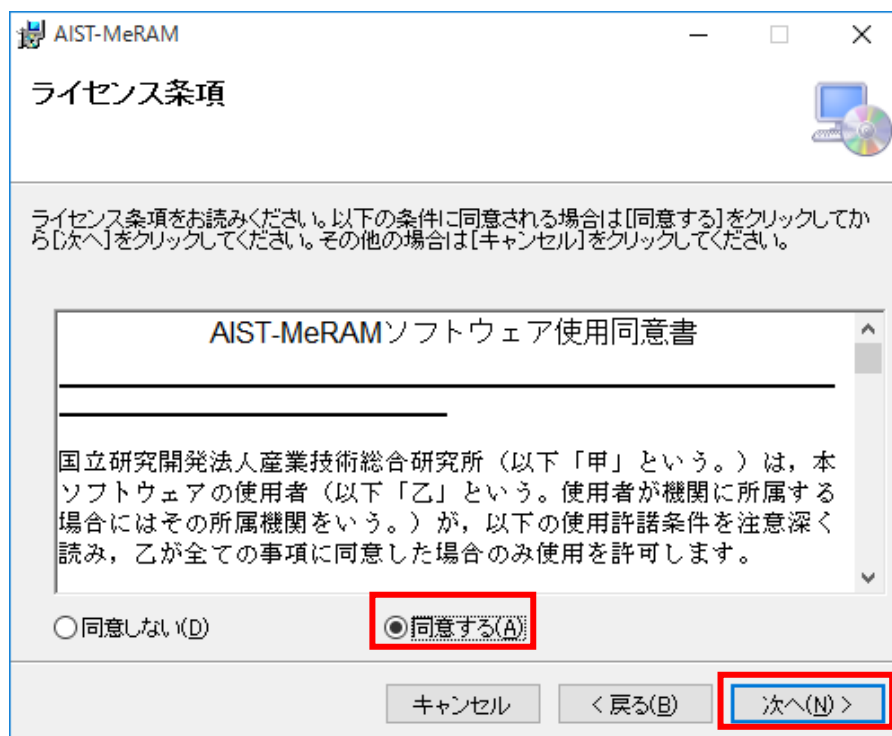 AIST-MeRAM
ライセンス条項
ライセンス条項をお読みください。以下の条件に同意される場合は[同意する]をクリックしてか
ら[次へ]をクリックしてください。その他の場合は[キャンセル]をクリックしてください。
AIST-MeRAMソフトウェア使用同意書
国立研究開発法人産業技術総合研究所（以下「甲」という。）は，本
ソフトウェアの使用者（以下「乙」という。使用者が機関に所属する
場合にはその所属機関をいう。）が，以下の使用許諾条件を注意深く
読み，乙が全ての事項に同意した場合のみ使用を許可します。
同意しない(D) 同意する(A)
キャンセル < 戻る(B) 次へ(N) >